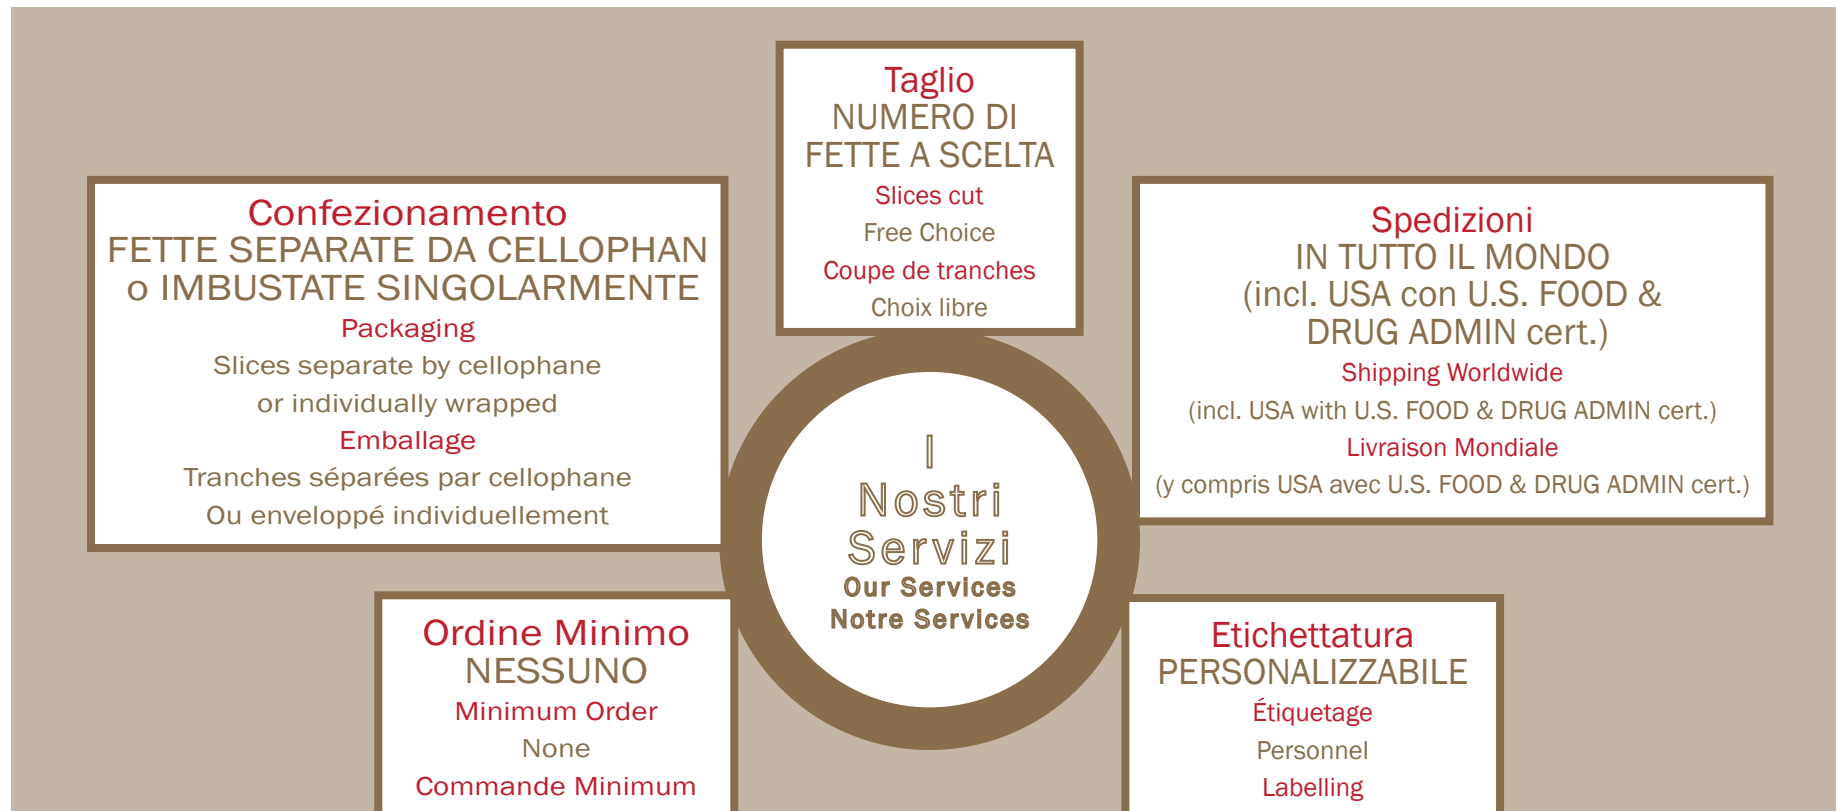 Taglio
NUMERO DI
FETTE A SCELTA
Slices cut
Free Choice
Coupe de tranches
Choix libre
Confezionamento
FETTE SEPARATE DA CELLOPHAN
o IMBUSTATE SINGOLARMENTE
Packaging
Slices separate by cellophane
or individually wrapped
Emballage
Tranches séparées par cellophane
Ou enveloppé individuellement
Spedizioni
IN TUTTO IL MONDO
(incl. USA con U.S. FOOD &
DRUG ADMIN cert.)
Shipping Worldwide
(incl. USA with U.S. FOOD & DRUG ADMIN cert.)
Livraison Mondiale
(y compris USA avec U.S. FOOD & DRUG ADMIN cert.)
I
Nostri
Servizi
Our Services
Notre Services
Ordine Minimo
NESSUNO
Minimum Order
None
Commande Minimum
Etichettatura
PERSONALIZZABILE
Étiquetage
Personnel
Labelling